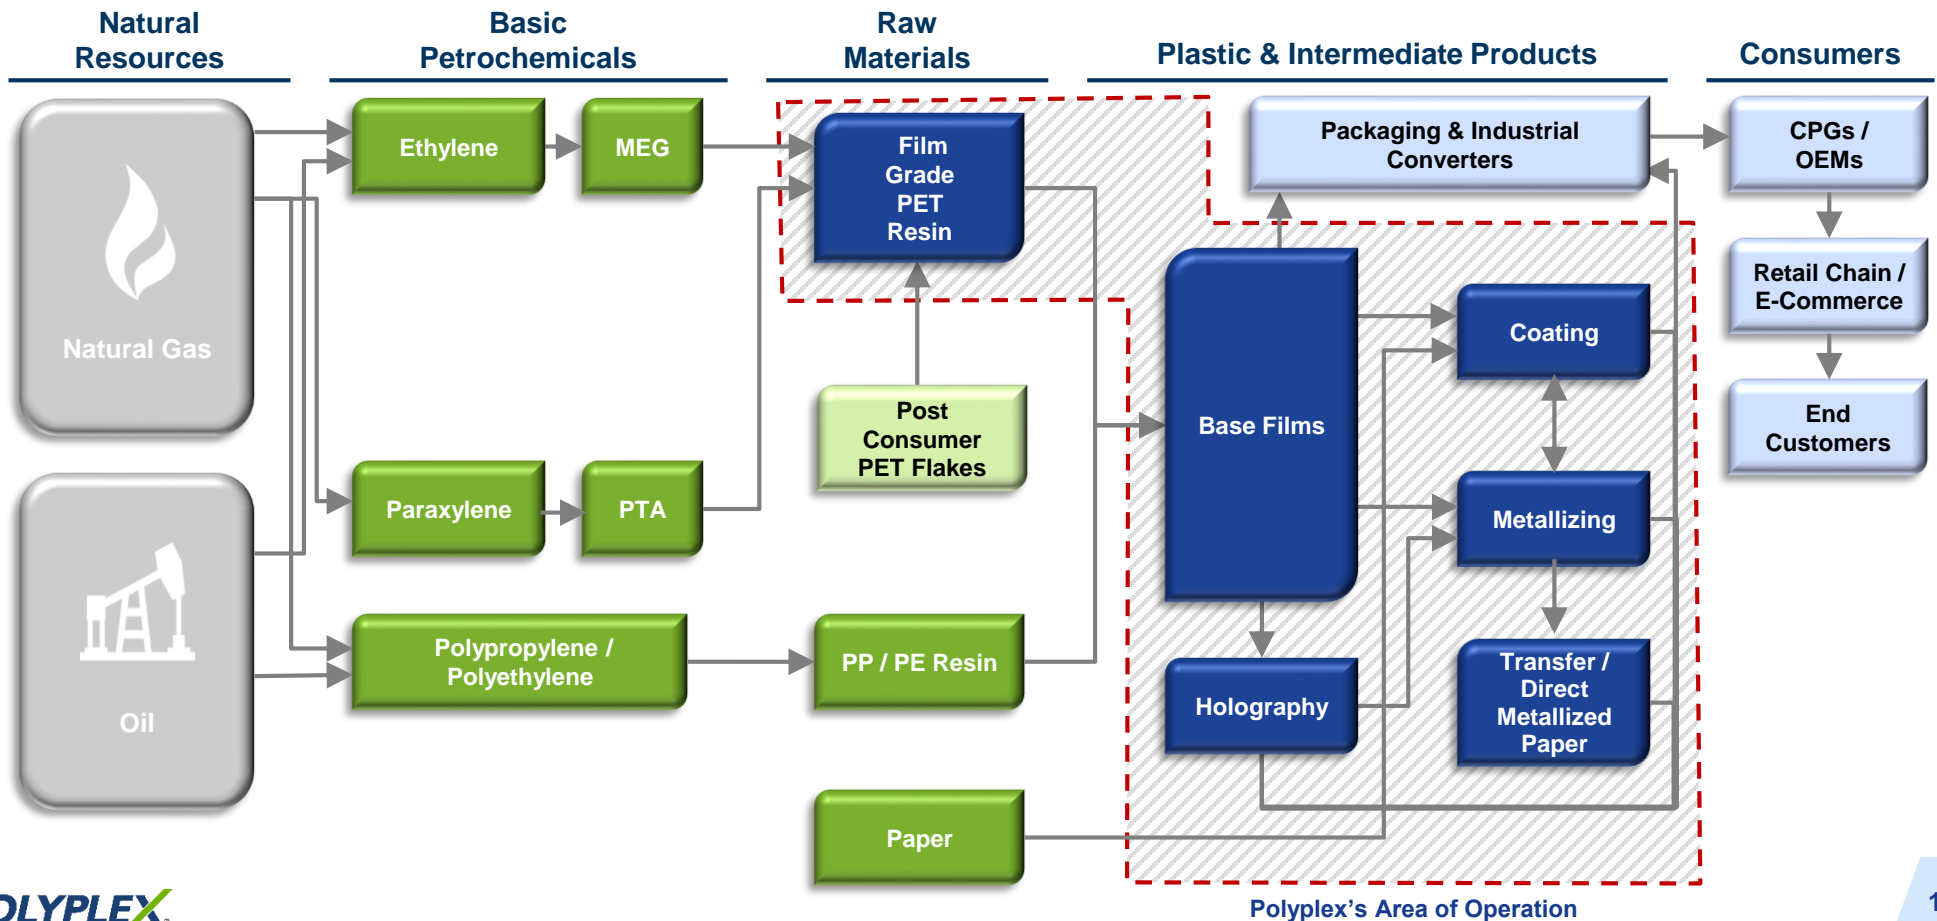 Natural
Resources
Basic
Petrochemicals
Raw
Materials
Plastic & Intermediate Products
Consumers
Natural Gas
Oil
Ethylene
MEG
Paraxylene
PTA
Polypropylene /
Polyethylene
Film
Grade
PET
Resin
Post
Consumer
PET Flakes
PP / PE Resin
Paper
Packaging & Industrial
Converters
Base Films
Holography
Coating
Metallizing
Transfer /
Direct
Metallized
Paper
CPGs /
OEMs
Retail Chain /
E-Commerce
End
Customers
Polyplex's Area of Operation
OLYPLEX
1